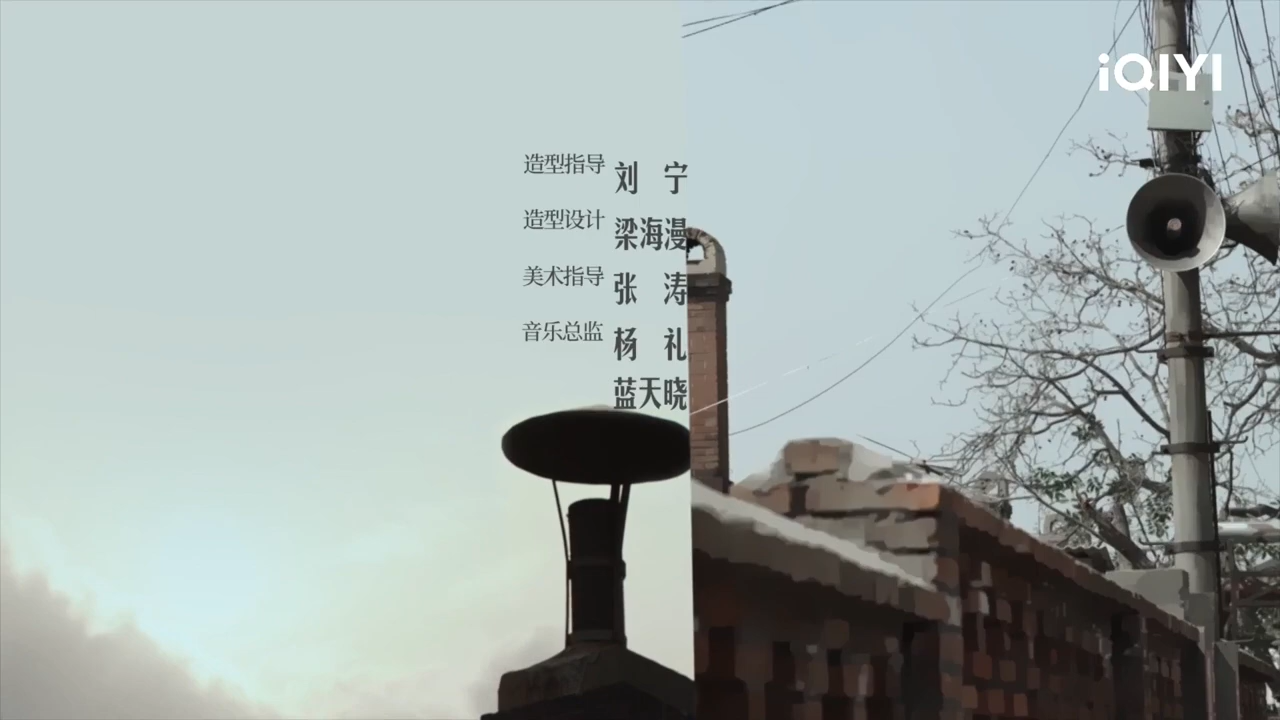 iQIYI
造型指导 刘 宁
造型设计 梁海漫
美术指导 张 涛
音乐总监 杨 礼
蓝天晓